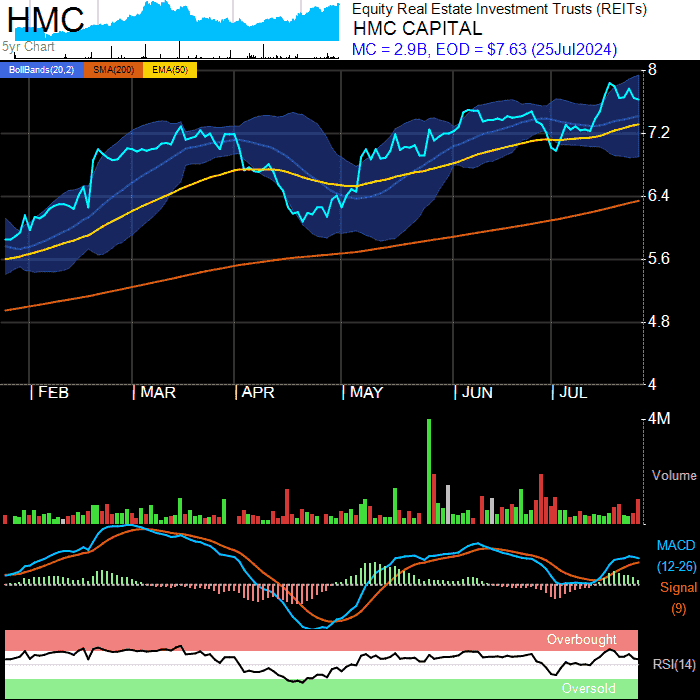 HMC
5yr Chart
Equity Real Estate Investment Trusts (REITs)
HMC CAPITAL
MC = 2.9B, EOD = $7.63 (25Jul2024)
BollBands(20,2) SMA(200) EMA(50)
8
7.2
6.4
5.6
4.8
4
FEB MAR APR MAY JUN JUL
4M
Volume
MACD
(12-26)
Signal
(9)
Overbought
RSI(14)
Oversold